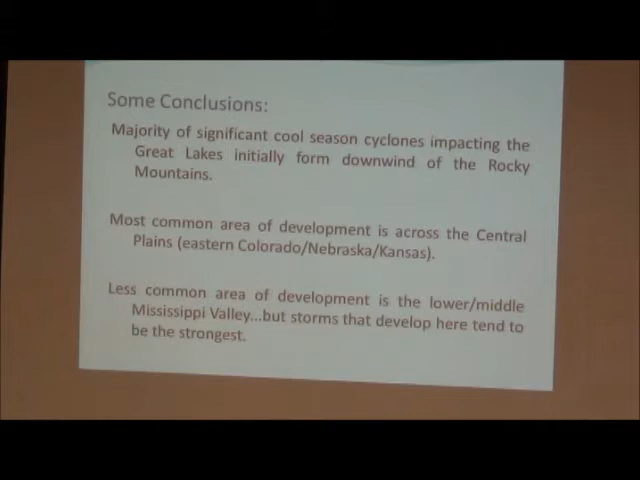 Some Conclusions:
Majority of significant cool season cyclones impacting the
Great Lakes initially form downwind of the Rocky
Mountains.
Most common area of development is across the Central
Plains (eastern Colorado/Nebraska/Kansas).
Less common area of development is the lower/middle
Mississippi Valley...but storms that develop here tend to
be the strongest.